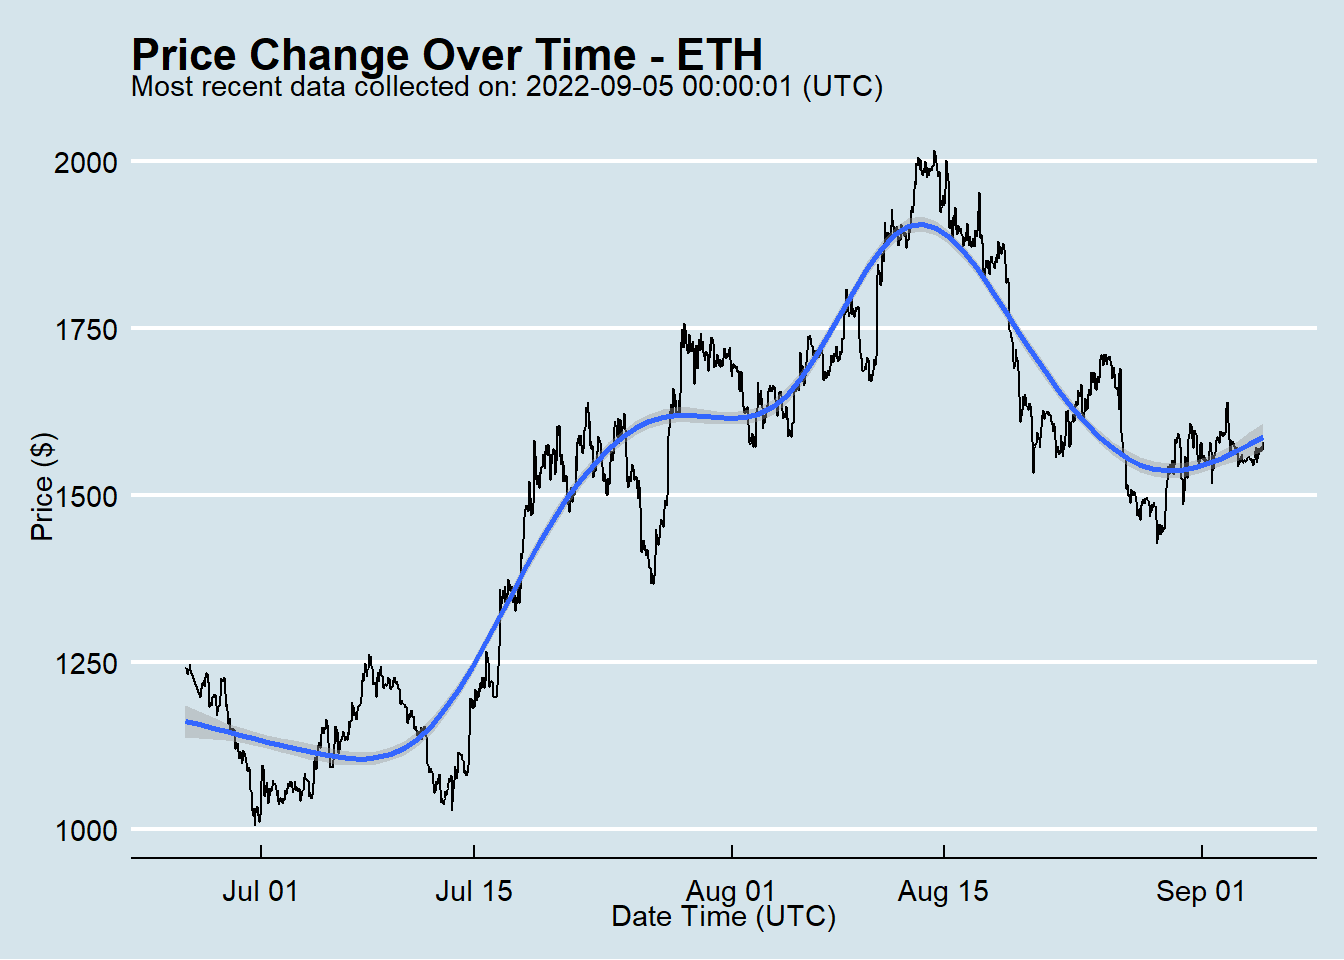 Price Change Over Time - ETH
Most recent data collected on: 2022-09-05 00:00:01 (UTC)
2000
1750
1500
1250
1000
Price ($)
Jul 01
Jul 15
Aug 01
Aug 15
Sep 01
Date Time (UTC)